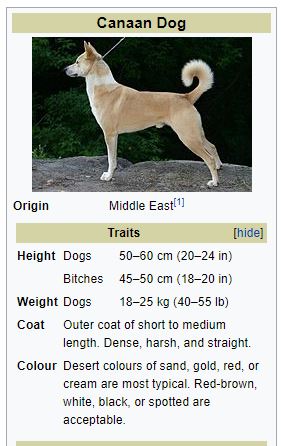 Canaan Dog
Origin Middle East[1]
Traits [hide]
Height Dogs 50–60 cm (20–24 in)
Bitches 45–50 cm (18–20 in)
Weight Dogs 18–25 kg (40–55 lb)
Coat Outer coat of short to medium
length. Dense, harsh, and straight.
Colour Desert colours of sand, gold, red, or
cream are most typical. Red-brown,
white, black, or spotted are
acceptable.